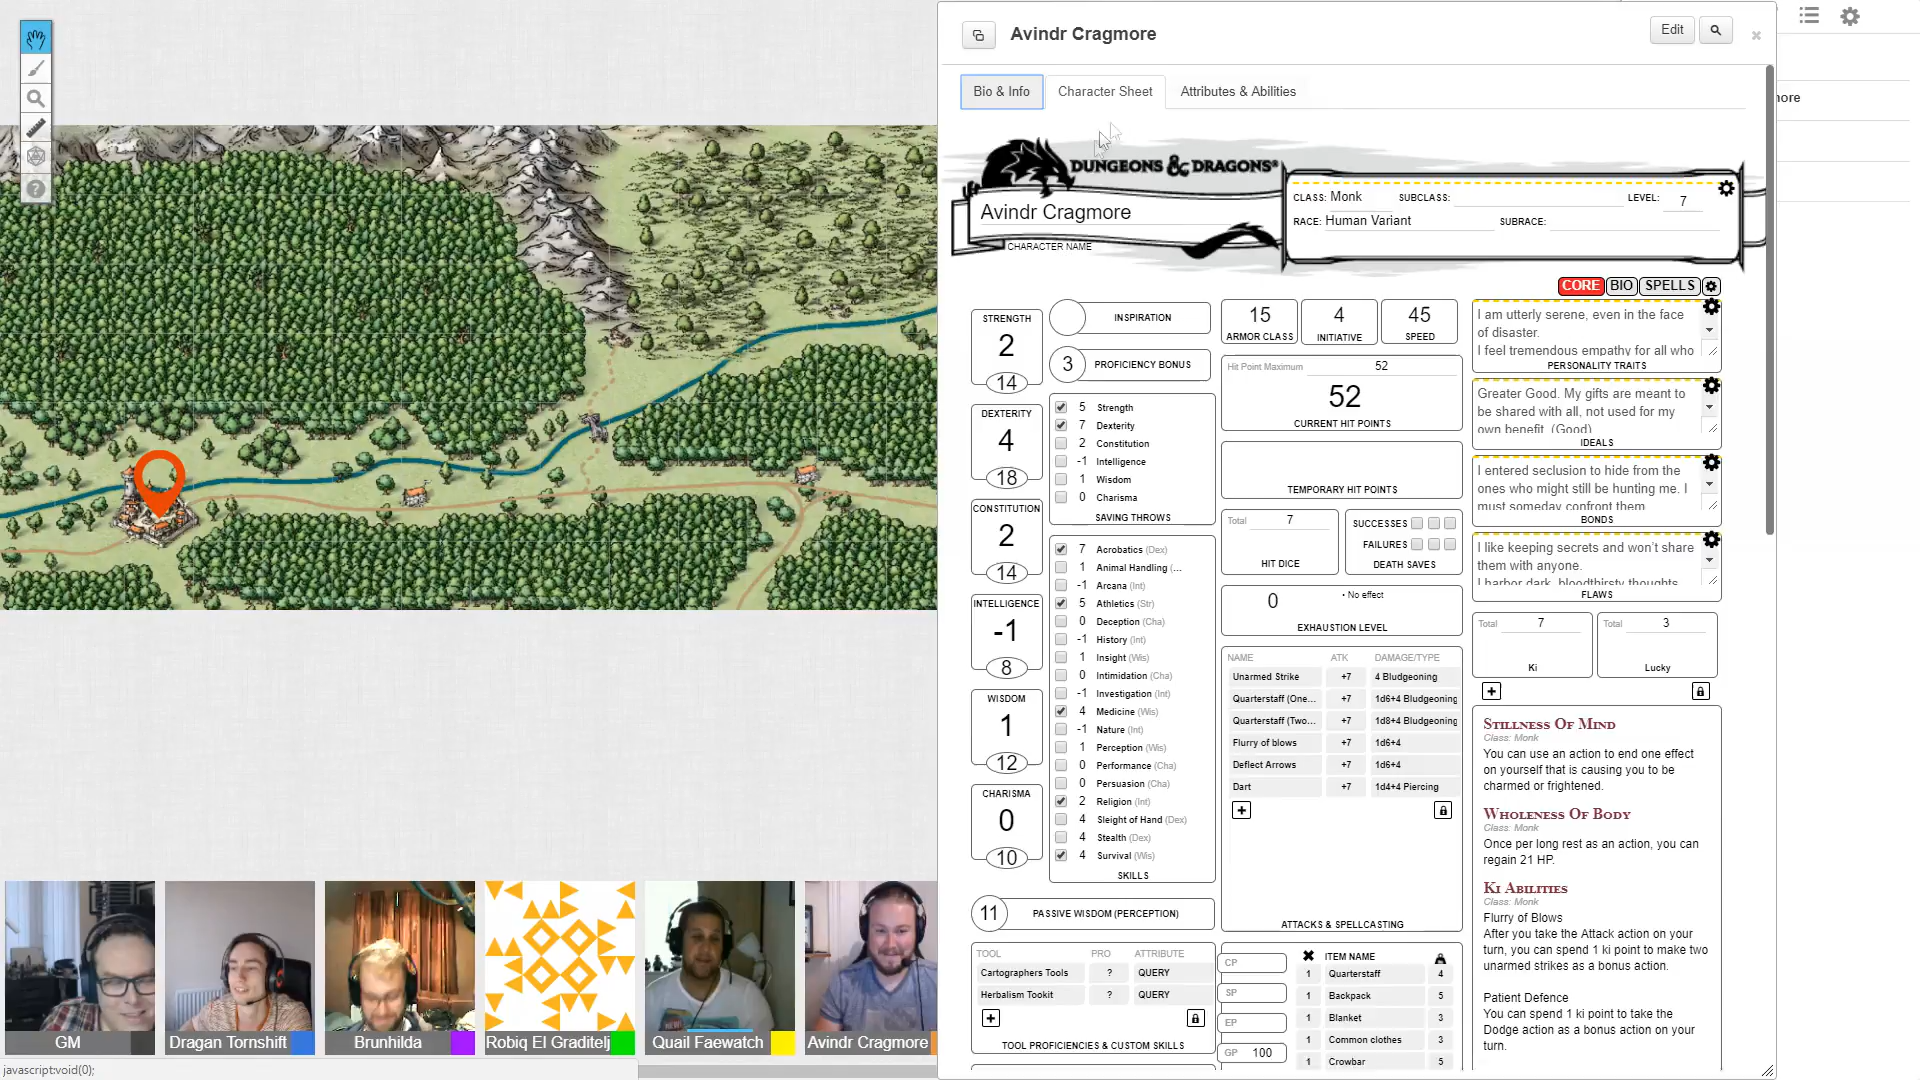 Avindr Cragmore
Edit
Bio & Info
Character Sheet
Attributes & Abilities
more
DUNGEONS & DRAGONS®
Avindr Cragmore
CHARACTER NAME
CLASS: Monk
SUBCLASS:
LEVEL: 7
RACE: Human Variant
SUBRACE:
CORE
BIO
SPELLS
STRENGTH
2
14
DEXTERITY
4
18
CONSTITUTION
2
14
INTELLIGENCE
-1
8
WISDOM
1
12
CHARISMA
0
10
INSPIRATION
3 PROFICIENCY BONUS
5 Strength
7 Dexterity
2 Constitution
-1 Intelligence
1 Wisdom
0 Charisma
SAVING THROWS
7 Acrobatics (Dex)
1 Animal Handling (...
-1 Arcana (Int)
5 Athletics (Str)
0 Deception (Cha)
-1 History (Int)
1 Insight (Wis)
0 Intimidation (Cha)
-1 Investigation (Int)
4 Medicine (Wis)
-1 Nature (Int)
1 Perception (Wis)
0 Performance (Cha)
0 Persuasion (Cha)
2 Religion (Int)
4 Sleight of Hand (Dex)
4 Stealth (Dex)
4 Survival (Wis)
SKILLS
11 PASSIVE WISDOM (PERCEPTION)
TOOL PRO ATTRIBUTE
Cartographers Tools ? QUERY
Herbalism Tookit ? QUERY
TOOL PROFICIENCIES & CUSTOM SKILLS
15
ARMOR CLASS
4
INITIATIVE
45
SPEED
Hit Point Maximum 52
52
CURRENT HIT POINTS
TEMPORARY HIT POINTS
Total 7
HIT DICE
SUCCESSES
FAILURES
DEATH SAVES
0 • No effect
EXHAUSTION LEVEL
NAME ATK DAMAGE/TYPE
Unarmed Strike +7 4 Bludgeoning
Quarterstaff (One... +7 1d6+4 Bludgeoning
Quarterstaff (Two... +7 1d8+4 Bludgeoning
Flurry of blows +7 1d6+4
Deflect Arrows +7 1d6+4
Dart +7 1d4+4 Piercing
ATTACKS & SPELLCASTING
CP
SP
EP
GP 100
ITEM NAME
1 Quarterstaff 4
1 Backpack 5
1 Blanket 3
1 Common clothes 3
1 Crowbar 5
I am utterly serene, even in the face
of disaster.
I feel tremendous empathy for all who
PERSONALITY TRAITS
Greater Good. My gifts are meant to
be shared with all, not used for my
own benefit. (Good)
IDEALS
I entered seclusion to hide from the
ones who might still be hunting me. I
must someday confront them.
BONDS
I like keeping secrets and won't share
them with anyone.
I harbor dark, bloodthirsty thoughts
FLAWS
Total 7
Ki
Total 3
Lucky
STILLNESS OF MIND
Class: Monk
You can use an action to end one effect
on yourself that is causing you to be
charmed or frightened.
WHOLENESS OF BODY
Class: Monk
Once per long rest as an action, you can
regain 21 HP.
KI ABILITIES
Class: Monk
Flurry of Blows
After you take the Attack action on your
turn, you can spend 1 ki point to make two
unarmed strikes as a bonus action.
Patient Defence
You can spend 1 ki point to take the
Dodge action as a bonus action on your
turn.
GM
Dragan Tornshift
Brunhilda
Robiq El Graditelj
Quail Faewatch
Avindr Cragmore
javascript:void(0);